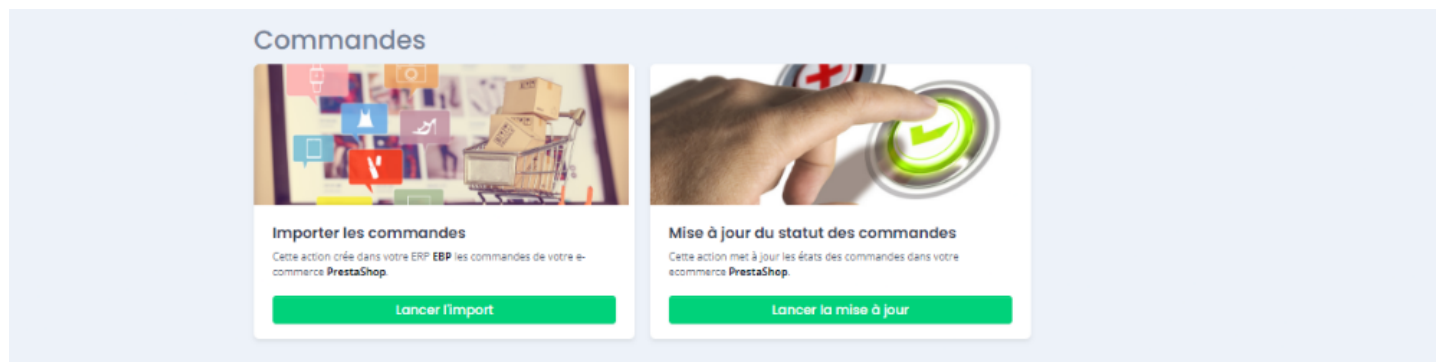 Commandes
Importer les commandes
Cette action crée dans votre ERP EBP les commandes de votre e-
commerce PrestaShop.
Lancer l'import
Mise à jour du statut des commandes
Cette action met à jour les états des commandes dans votre
ecommerce PrestaShop.
Lancer la mise à jour